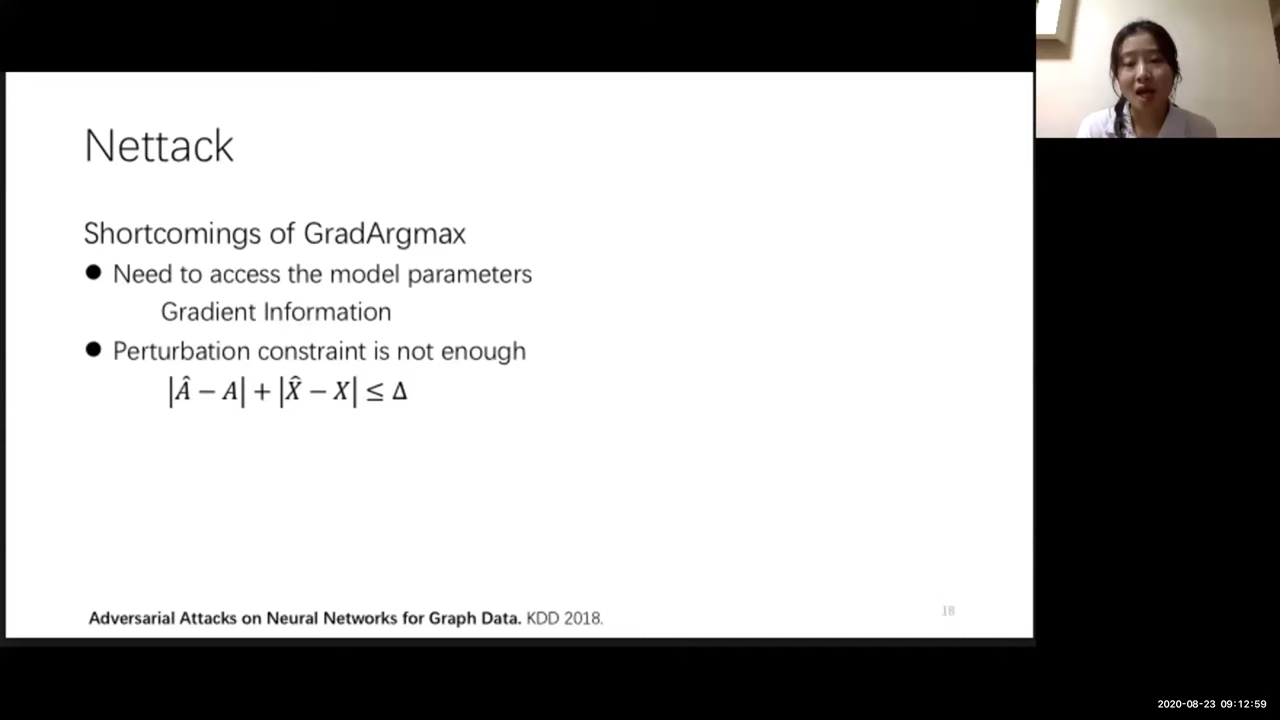 Nettack
Shortcomings of GradArgmax
● Need to access the model parameters
Gradient Information
● Perturbation constraint is not enough
|Â − A| + |X̂ − X| ≤ Δ
Adversarial Attacks on Neural Networks for Graph Data. KDD 2018.
18
2020-08-23 09:12:59